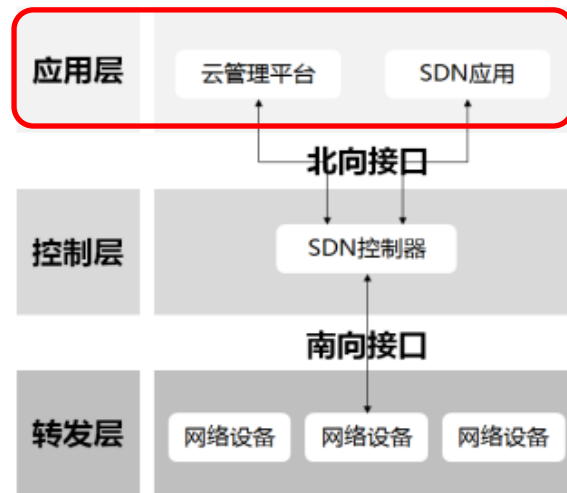 应用层
云管理平台
SDN应用
北向接口
控制层
SDN控制器
南向接口
转发层
网络设备
网络设备
网络设备